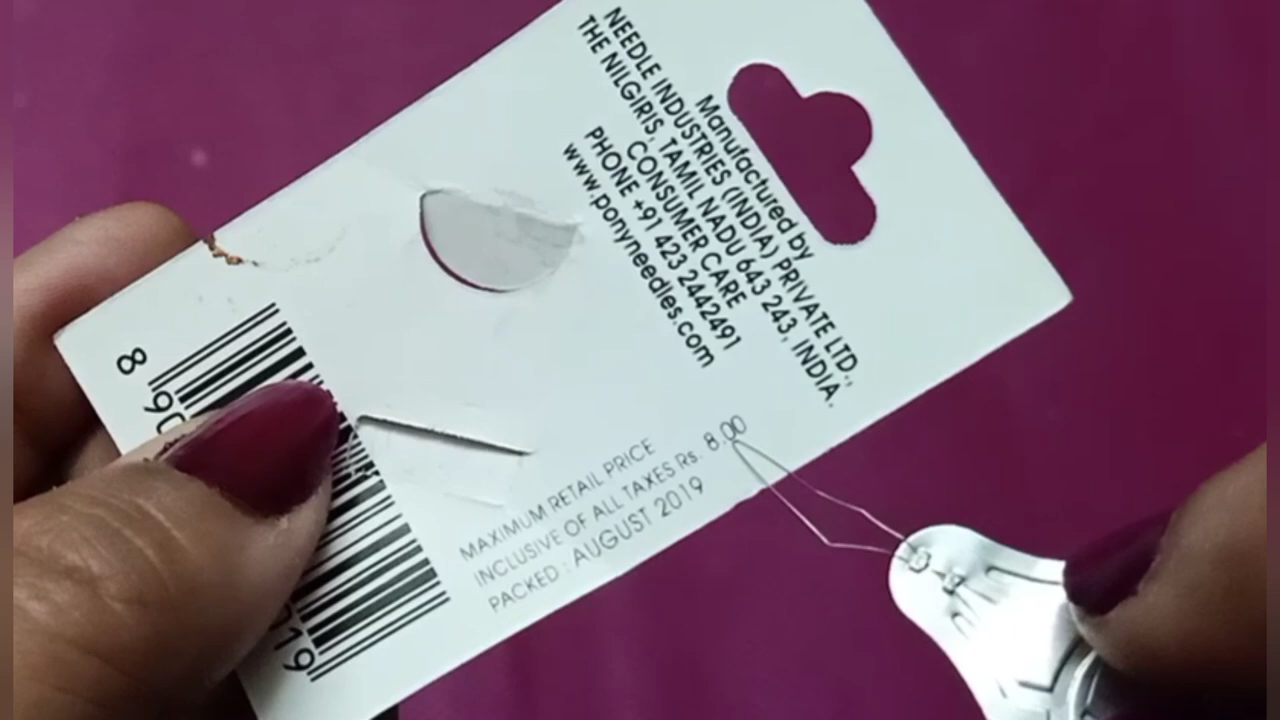 Manufactured by
NEEDLE INDUSTRIES (INDIA) PRIVATE LTD.,
THE NILGIRIS, TAMIL NADU 643 243, INDIA.
CONSUMER CARE
PHONE +91 423 2442491
www.ponyneedles.com
MAXIMUM RETAIL PRICE
INCLUSIVE OF ALL TAXES Rs. 8.00
PACKED : AUGUST 2019
8